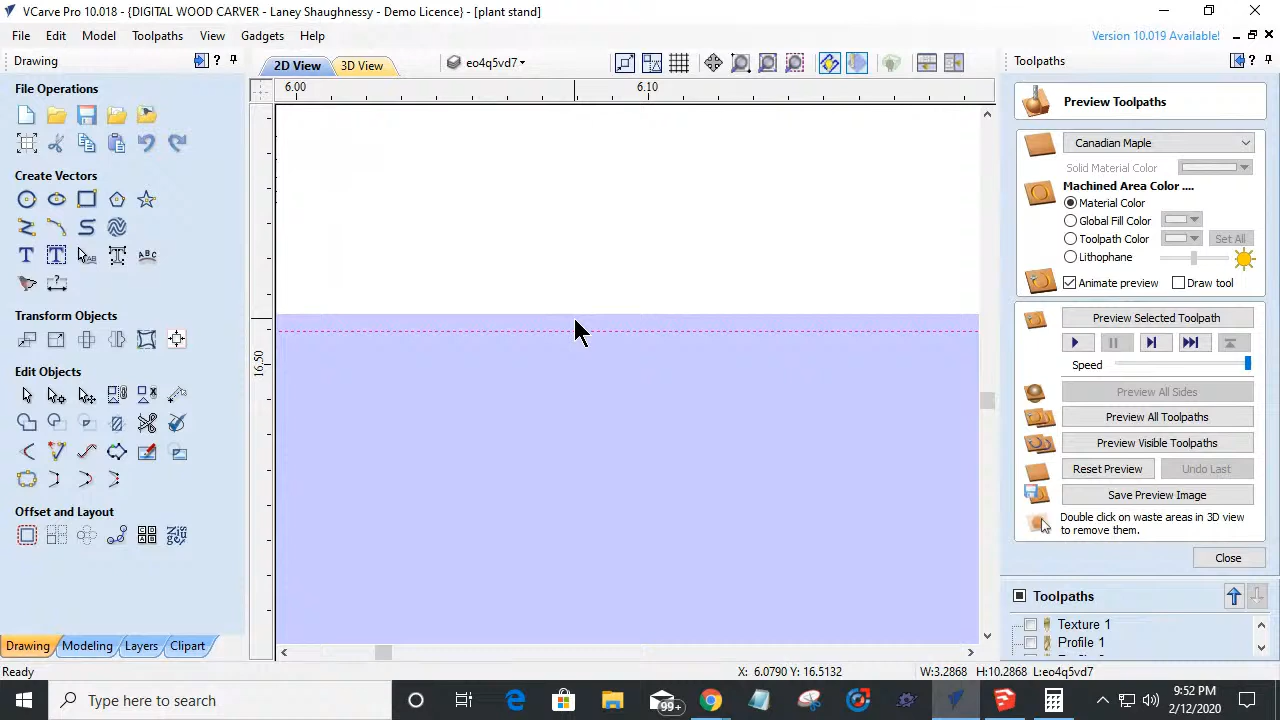 VCarve Pro 10.018 - {DIGITAL WOOD CARVER - Laney Shaughnessy - Demo Licence} - [plant stand]
File Edit Model Toolpaths View Gadgets Help
Version 10.019 Available!
Drawing
?
2D View
3D View
eo4q5vd7
Toolpaths
?
File Operations
6.00
6.10
Preview Toolpaths
Canadian Maple
Solid Material Color
Create Vectors
Machined Area Color ....
Material Color
Global Fill Color
Toolpath Color
Set All
Lithophane
Animate preview
Draw tool
Transform Objects
Preview Selected Toolpath
16.50
Speed
Edit Objects
Preview All Sides
Preview All Toolpaths
Preview Visible Toolpaths
Reset Preview
Undo Last
Save Preview Image
Offset and Layout
Double click on waste areas in 3D view
to remove them.
Close
Toolpaths
Texture 1
Profile 1
Drawing Modeling Layers Clipart
Ready
X: 6.0790 Y: 16.5132
W:3.2868 H:10.2868 L:eo4q5vd7
Type here to search
99+
9:52 PM
2/12/2020